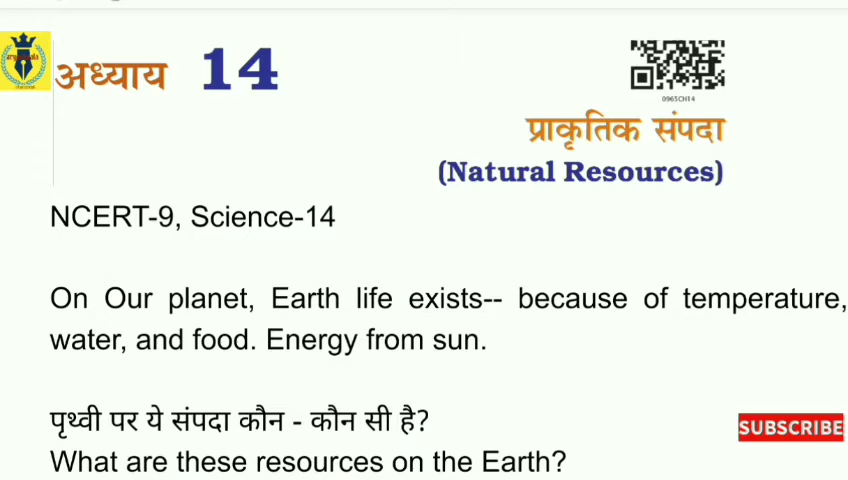 अध्याय 14
0965CH14
प्राकृतिक संपदा
(Natural Resources)
NCERT-9, Science-14
On Our planet, Earth life exists-- because of temperature,
water, and food. Energy from sun.
पृथ्वी पर ये संपदा कौन - कौन सी है?
SUBSCRIBE
What are these resources on the Earth?